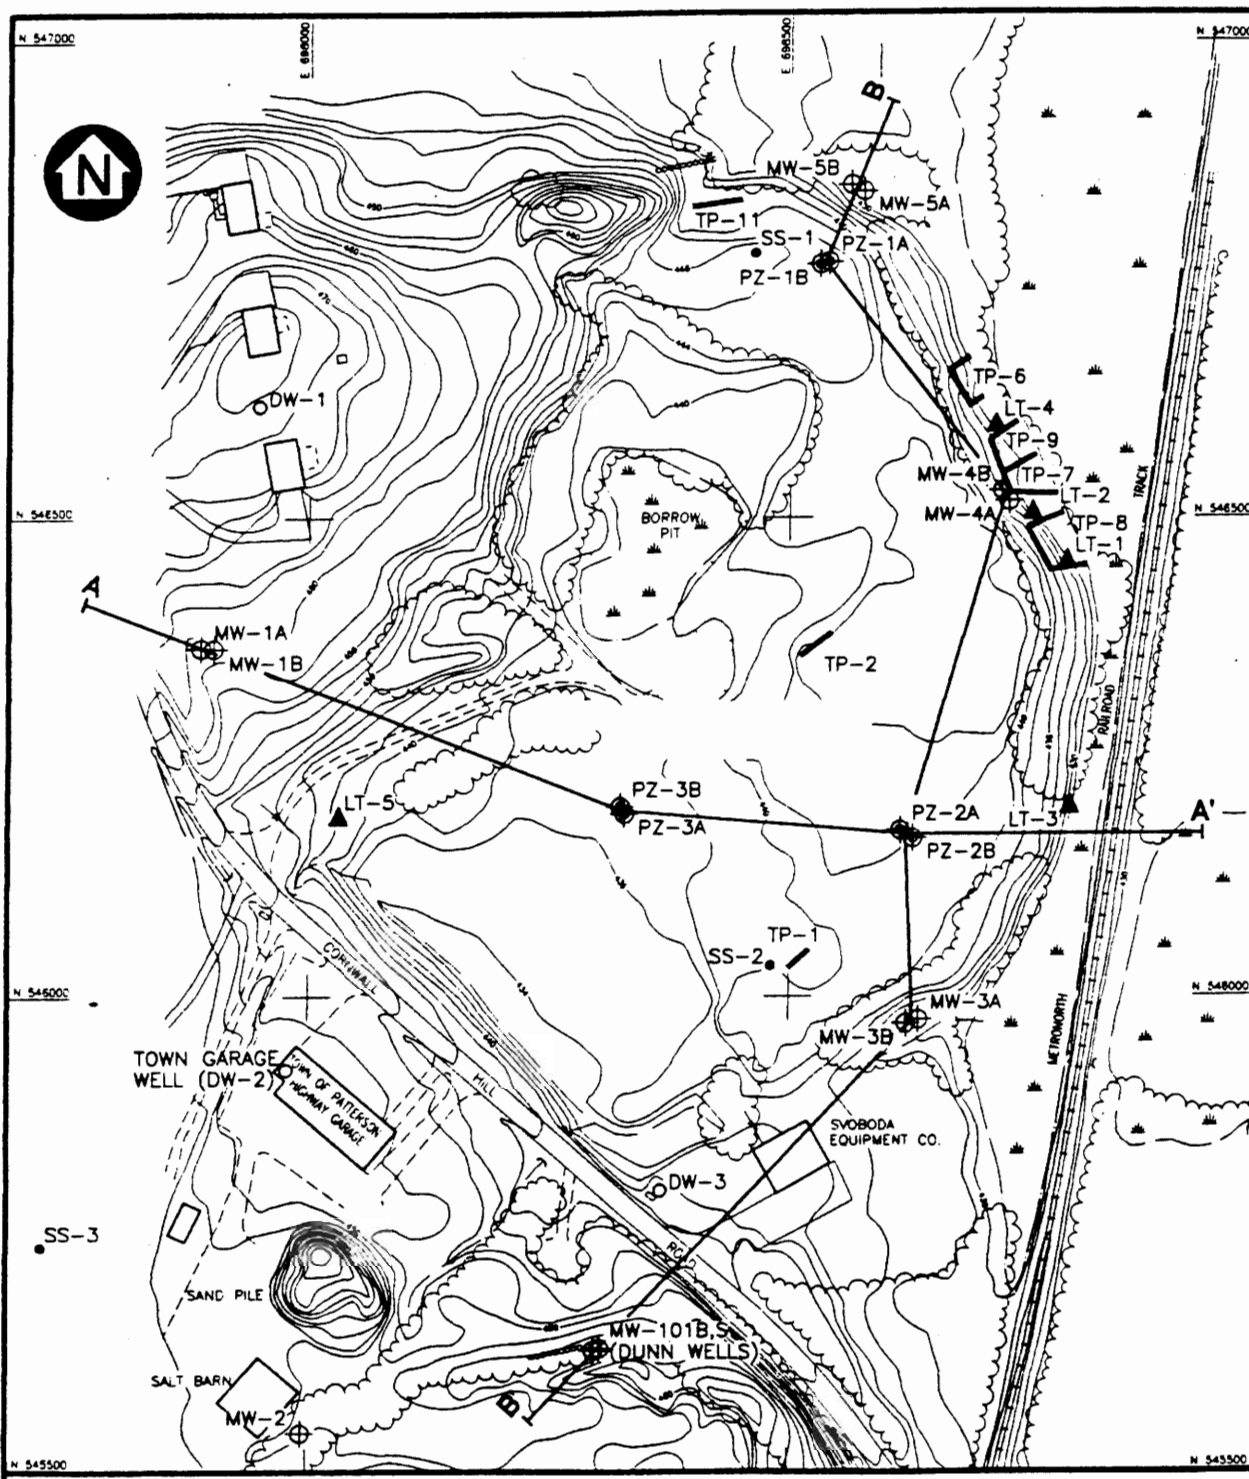 N 547000
E 698000
E 698500
N 547000
N
B
MW-5B
MW-5A
TP-11
SS-1
PZ-1A
PZ-1B
TP-6
LT-4
TP-9
DW-1
MW-4B
TP-7
LT-2
MW-4A
TP-8
LT-1
TRACK
N 546500
N 546500
BORROW
PIT
A
MW-1A
MW-1B
TP-2
RAILROAD
LT-5
PZ-3B
PZ-3A
PZ-2A
PZ-2B
LT-3
A'
TP-1
SS-2
CORNWALL
HILL
N 546000
N 546000
MW-3A
MW-3B
METRONORTH
TOWN GARAGE
WELL (DW-2)
TOWN OF PATTERSON
HIGHWAY GARAGE
SVOBODA
EQUIPMENT CO.
DW-3
SS-3
SAND PILE
MW-101B,S
(DUNN WELLS)
SALT BARN
MW-2
N 545500
N 545500